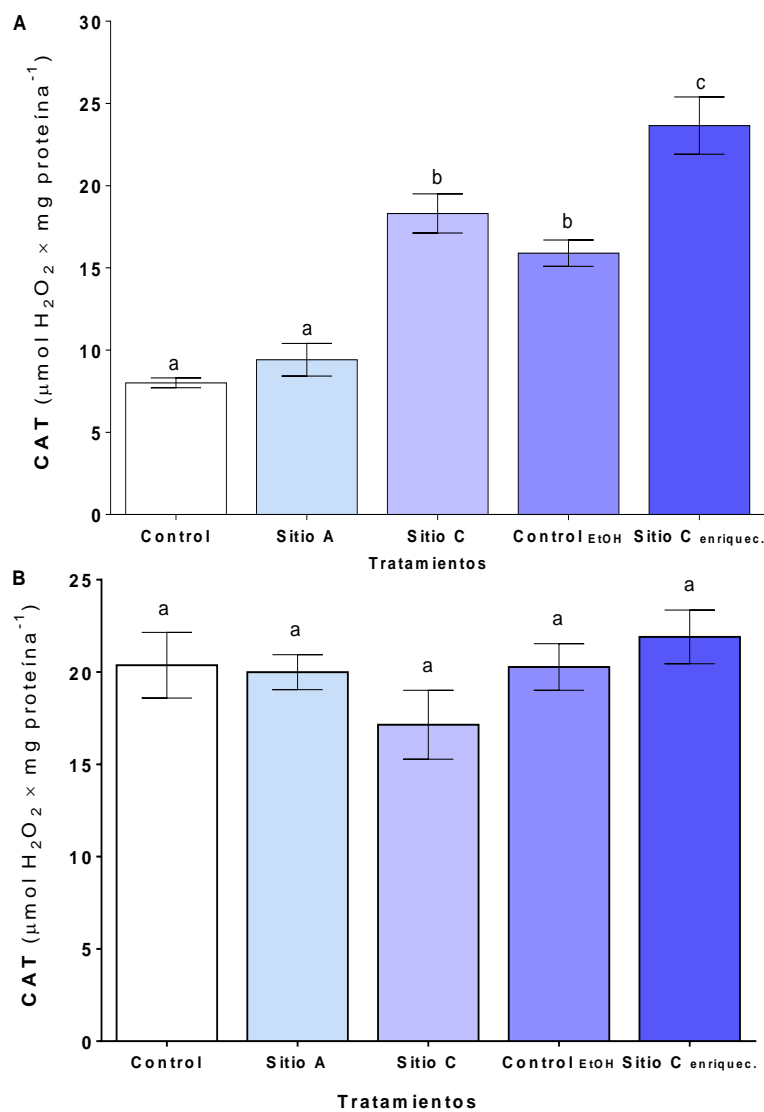 A
CAT (µmol H₂O₂ × mg proteína⁻¹)
30
25
20
15
10
5
0
a
a
b
b
c
Control
Sitio A
Sitio C
Control EtOH
Sitio C enriquec.
Tratamientos
B
CAT (µmol H₂O₂ × mg proteína⁻¹)
25
20
15
10
5
0
a
a
a
a
a
Control
Sitio A
Sitio C
Control EtOH
Sitio C enriquec.
Tratamientos